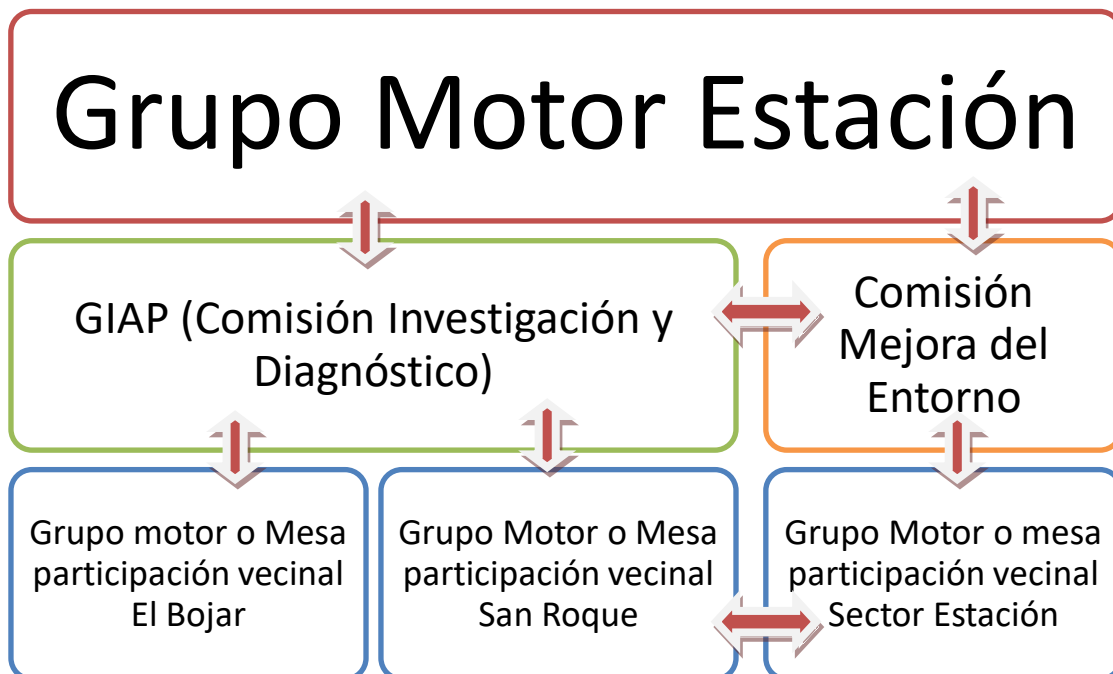 Grupo Motor Estación
GIAP (Comisión Investigación y
Diagnóstico)
Comisión
Mejora del
Entorno
Grupo motor o Mesa
participación vecinal
El Bojar
Grupo Motor o Mesa
participación vecinal
San Roque
Grupo Motor o mesa
participación vecinal
Sector Estación